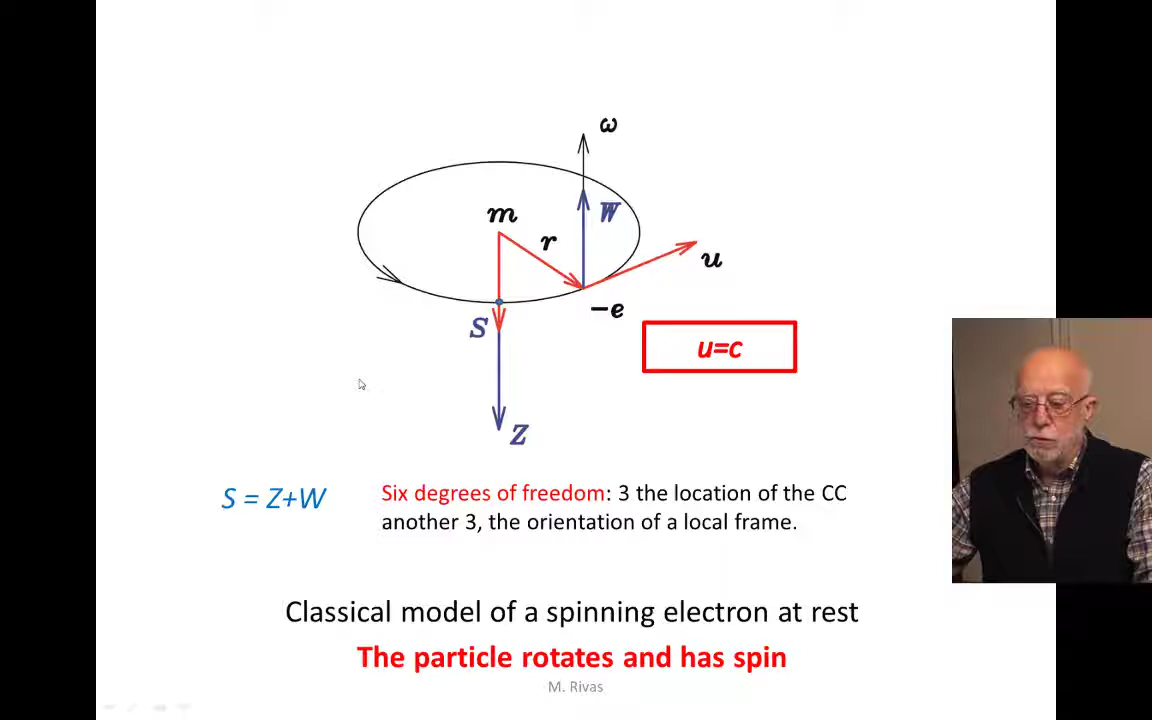 ω
W
m
r
u
-e
S
u=c
Z
S = Z+W
Six degrees of freedom: 3 the location of the CC
another 3, the orientation of a local frame.
Classical model of a spinning electron at rest
The particle rotates and has spin
M. Rivas